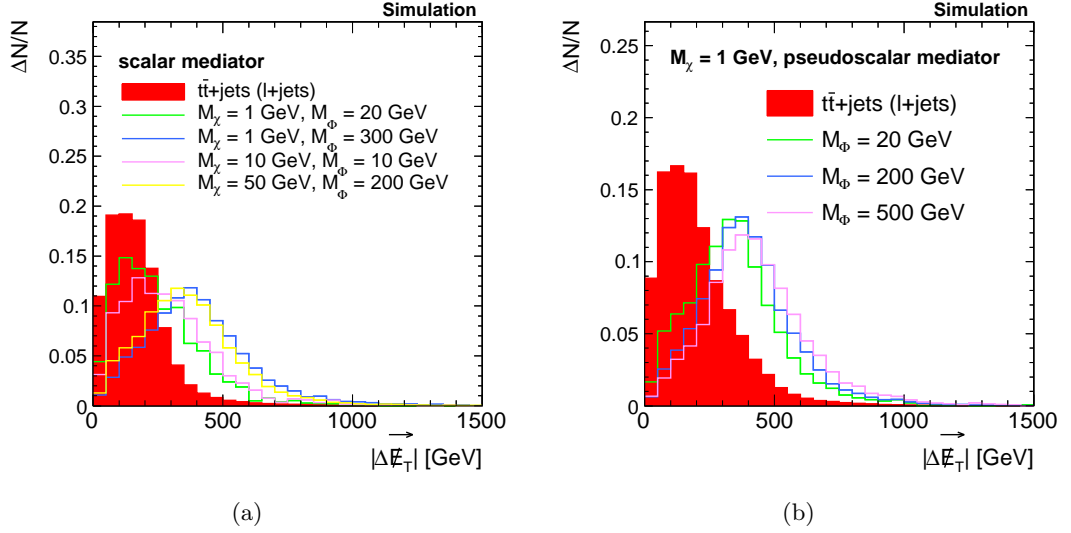 Simulation
ΔN/N
scalar mediator
tt̄+jets (l+jets)
M_χ = 1 GeV, M_Φ = 20 GeV
M_χ = 1 GeV, M_Φ = 300 GeV
M_χ = 10 GeV, M_Φ = 10 GeV
M_χ = 50 GeV, M_Φ = 200 GeV
0.35
0.3
0.25
0.2
0.15
0.1
0.05
0
0 500 1000 1500
|ΔE̸_T| [GeV]
(a)
Simulation
ΔN/N
M_χ = 1 GeV, pseudoscalar mediator
tt̄+jets (l+jets)
M_Φ = 20 GeV
M_Φ = 200 GeV
M_Φ = 500 GeV
0.25
0.2
0.15
0.1
0.05
0
0 500 1000 1500
|ΔE̸_T| [GeV]
(b)